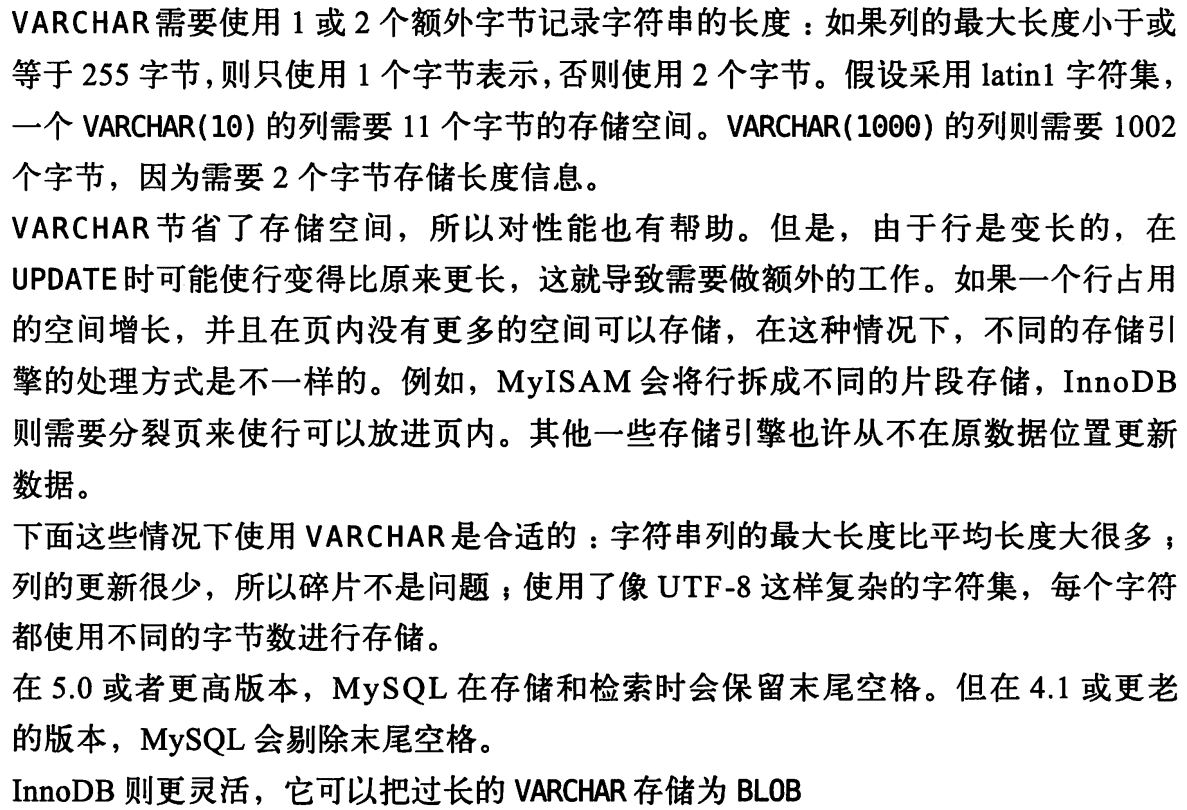 VARCHAR需要使用 1 或 2 个额外字节记录字符串的长度：如果列的最大长度小于或
等于 255 字节，则只使用 1 个字节表示，否则使用 2 个字节。假设采用 latin1 字符集，
一个 VARCHAR(10) 的列需要 11 个字节的存储空间。VARCHAR(1000) 的列则需要 1002
个字节，因为需要 2 个字节存储长度信息。
VARCHAR 节省了存储空间，所以对性能也有帮助。但是，由于行是变长的，在
UPDATE 时可能使行变得比原来更长，这就导致需要做额外的工作。如果一个行占用
的空间增长，并且在页内没有更多的空间可以存储，在这种情况下，不同的存储引
擎的处理方式是不一样的。例如，MyISAM 会将行拆成不同的片段存储，InnoDB
则需要分裂页来使行可以放进页内。其他一些存储引擎也许从不在原数据位置更新
数据。
下面这些情况下使用 VARCHAR 是合适的：字符串列的最大长度比平均长度大很多；
列的更新很少，所以碎片不是问题；使用了像 UTF-8 这样复杂的字符集，每个字符
都使用不同的字节数进行存储。
在 5.0 或者更高版本，MySQL 在存储和检索时会保留末尾空格。但在 4.1 或更老
的版本，MySQL 会剔除末尾空格。
InnoDB 则更灵活，它可以把过长的 VARCHAR 存储为 BLOB